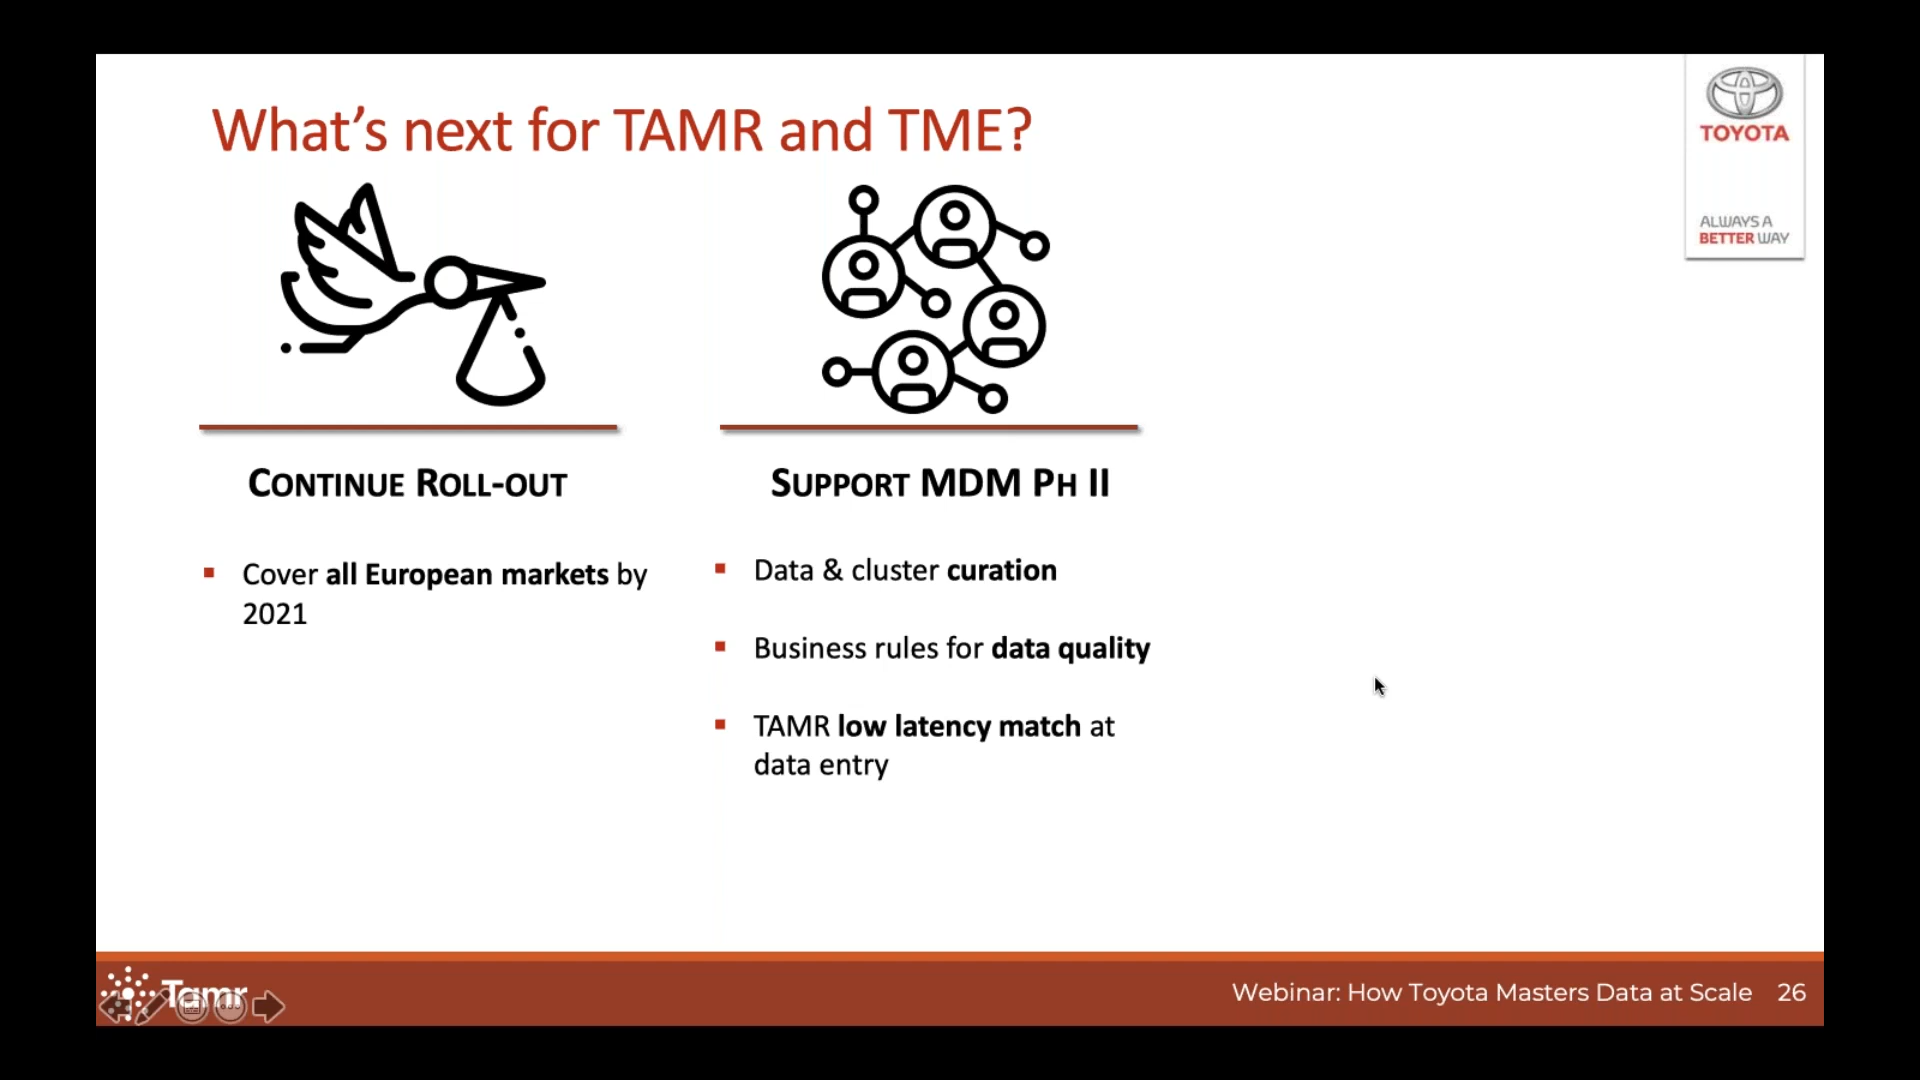 What's next for TAMR and TME?
TOYOTA
ALWAYS A
BETTER WAY
CONTINUE ROLL-OUT
▪ Cover all European markets by
2021
SUPPORT MDM PH II
▪ Data & cluster curation
▪ Business rules for data quality
▪ TAMR low latency match at
data entry
Tamr
Webinar: How Toyota Masters Data at Scale 26